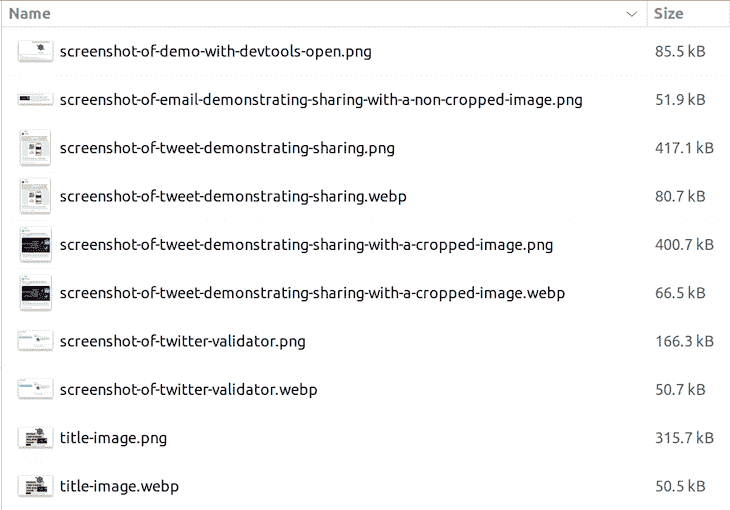 Name Size
screenshot-of-demo-with-devtools-open.png 85.5 kB
screenshot-of-email-demonstrating-sharing-with-a-non-cropped-image.png 51.9 kB
screenshot-of-tweet-demonstrating-sharing.png 417.1 kB
screenshot-of-tweet-demonstrating-sharing.webp 80.7 kB
screenshot-of-tweet-demonstrating-sharing-with-a-cropped-image.png 400.7 kB
screenshot-of-tweet-demonstrating-sharing-with-a-cropped-image.webp 66.5 kB
screenshot-of-twitter-validator.png 166.3 kB
screenshot-of-twitter-validator.webp 50.7 kB
title-image.png 315.7 kB
title-image.webp 50.5 kB